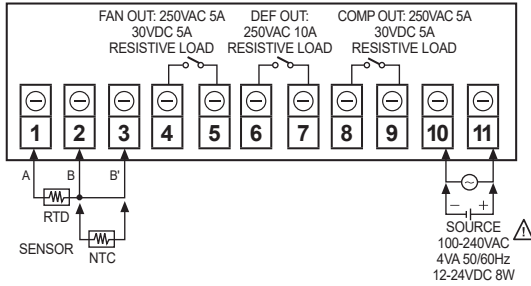 FAN OUT: 250VAC 5A
30VDC 5A
RESISTIVE LOAD
DEF OUT:
250VAC 10A
RESISTIVE LOAD
COMP OUT: 250VAC 5A
30VDC 5A
RESISTIVE LOAD
1 2 3 4 5 6 7 8 9 10 11
A B B'
RTD
SENSOR
NTC
− +
SOURCE
100-240VAC
4VA 50/60Hz
12-24VDC 8W